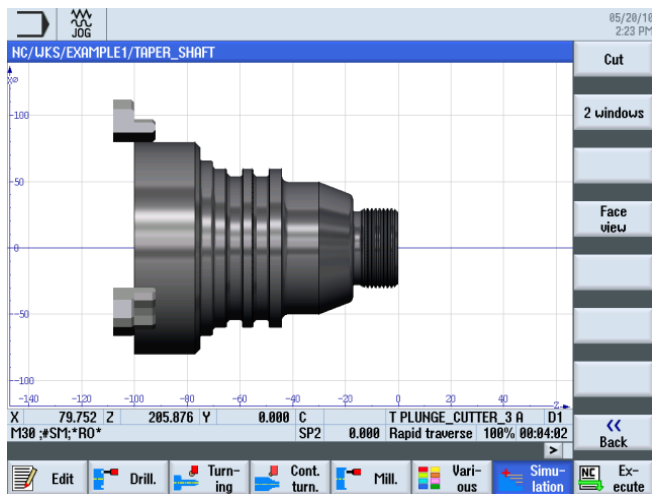 05/20/10
2:23 PM
JOG
NC/WKS/EXAMPLE1/TAPER_SHAFT
Cut
2 windows
Face
view
Xø
100
50
0
-50
-100
-140 -120 -100 -80 -60 -40 -20 0 20 40 Z
X 79.752 Z 205.876 Y 0.000 C T PLUNGE_CUTTER_3 A D1
M30 ;#SM;*RO* SP2 0.000 Rapid traverse 100% 00:04:02
>
«
Back
Edit
Drill.
Turn-
ing
Cont.
turn.
Mill.
Vari-
ous
Simu-
lation
NC
Ex-
ecute